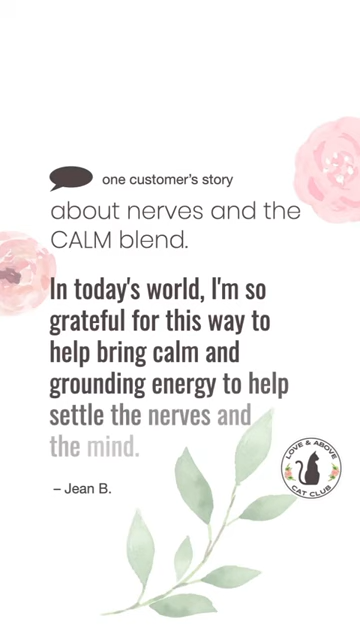 one customer's story
about nerves and the
CALM blend.
In today's world, I'm so
grateful for this way to
help bring calm and
grounding energy to help
settle the nerves and
the mind.
– Jean B.
LOVE & ABOVE
CAT CLUB